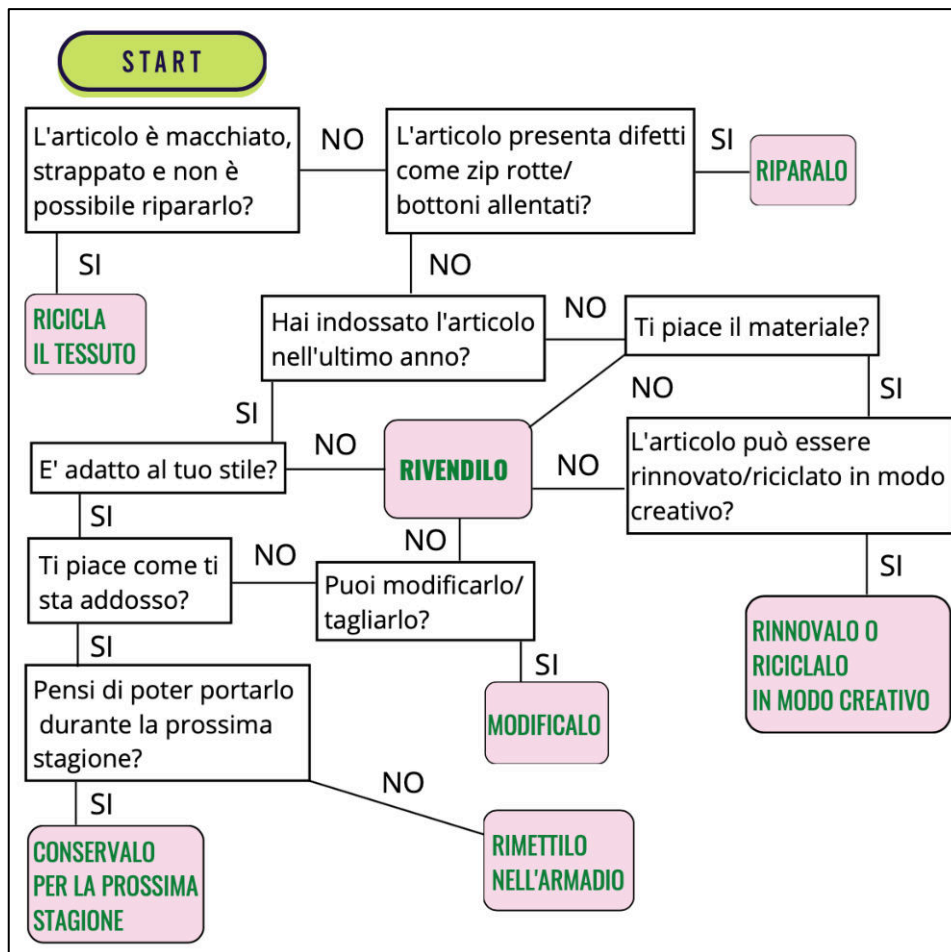 START
L'articolo è macchiato,
strappato e non è
possibile ripararlo?
NO
L'articolo presenta difetti
come zip rotte/
bottoni allentati?
SI
RIPARALO
SI
NO
RICICLA
IL TESSUTO
Hai indossato l'articolo
nell'ultimo anno?
NO
Ti piace il materiale?
SI
NO
SI
E' adatto al tuo stile?
NO
RIVENDILO
NO
L'articolo può essere
rinnovato/riciclato in modo
creativo?
SI
NO
SI
Ti piace come ti
sta addosso?
NO
Puoi modificarlo/
tagliarlo?
RINNOVALO O
RICICLALO
IN MODO CREATIVO
SI
SI
Pensi di poter portarlo
durante la prossima
stagione?
MODIFICALO
NO
SI
CONSERVALO
PER LA PROSSIMA
STAGIONE
RIMETTILO
NELL'ARMADIO